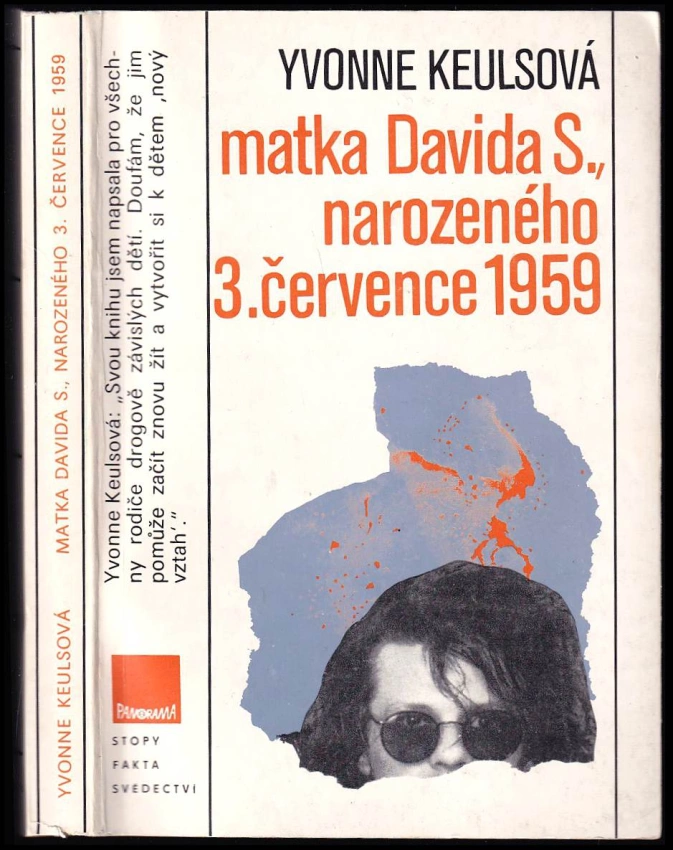 YVONNE KEULSOVÁ
matka Davida S.,
narozeného
3. července 1959
Yvonne Keulsová: „Svou knihu jsem napsala pro všech-
ny rodiče drogově závislých dětí. Doufám, že jim
pomůže začít znovu žít a vytvořit si k dětem ‚nový
vztah‘.“
PANORAMA
STOPY
FAKTA
SVĚDECTVÍ
YVONNE KEULSOVÁ MATKA DAVIDA S., NAROZENÉHO 3. ČERVENCE 1959